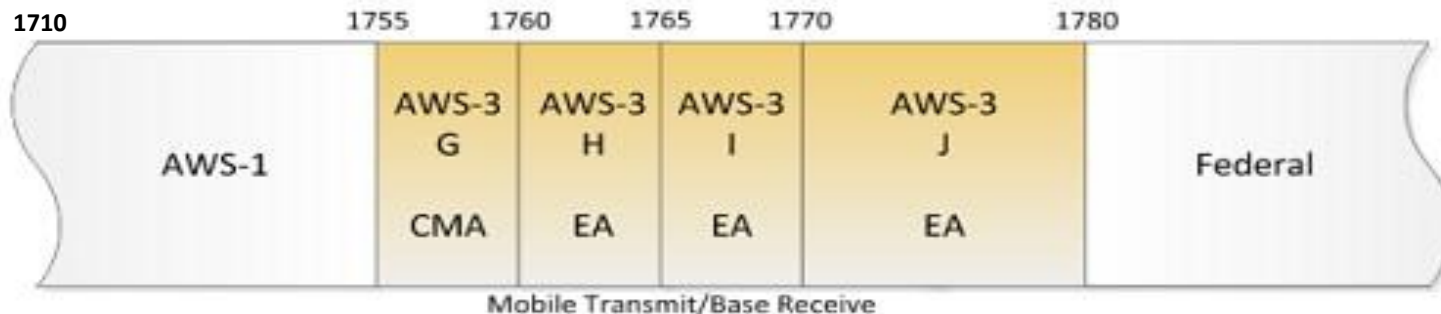 1710 1755 1760 1765 1770 1780
AWS-3 AWS-3 AWS-3 AWS-3
G H I J
AWS-1 Federal
CMA EA EA EA
Mobile Transmit/Base Receive